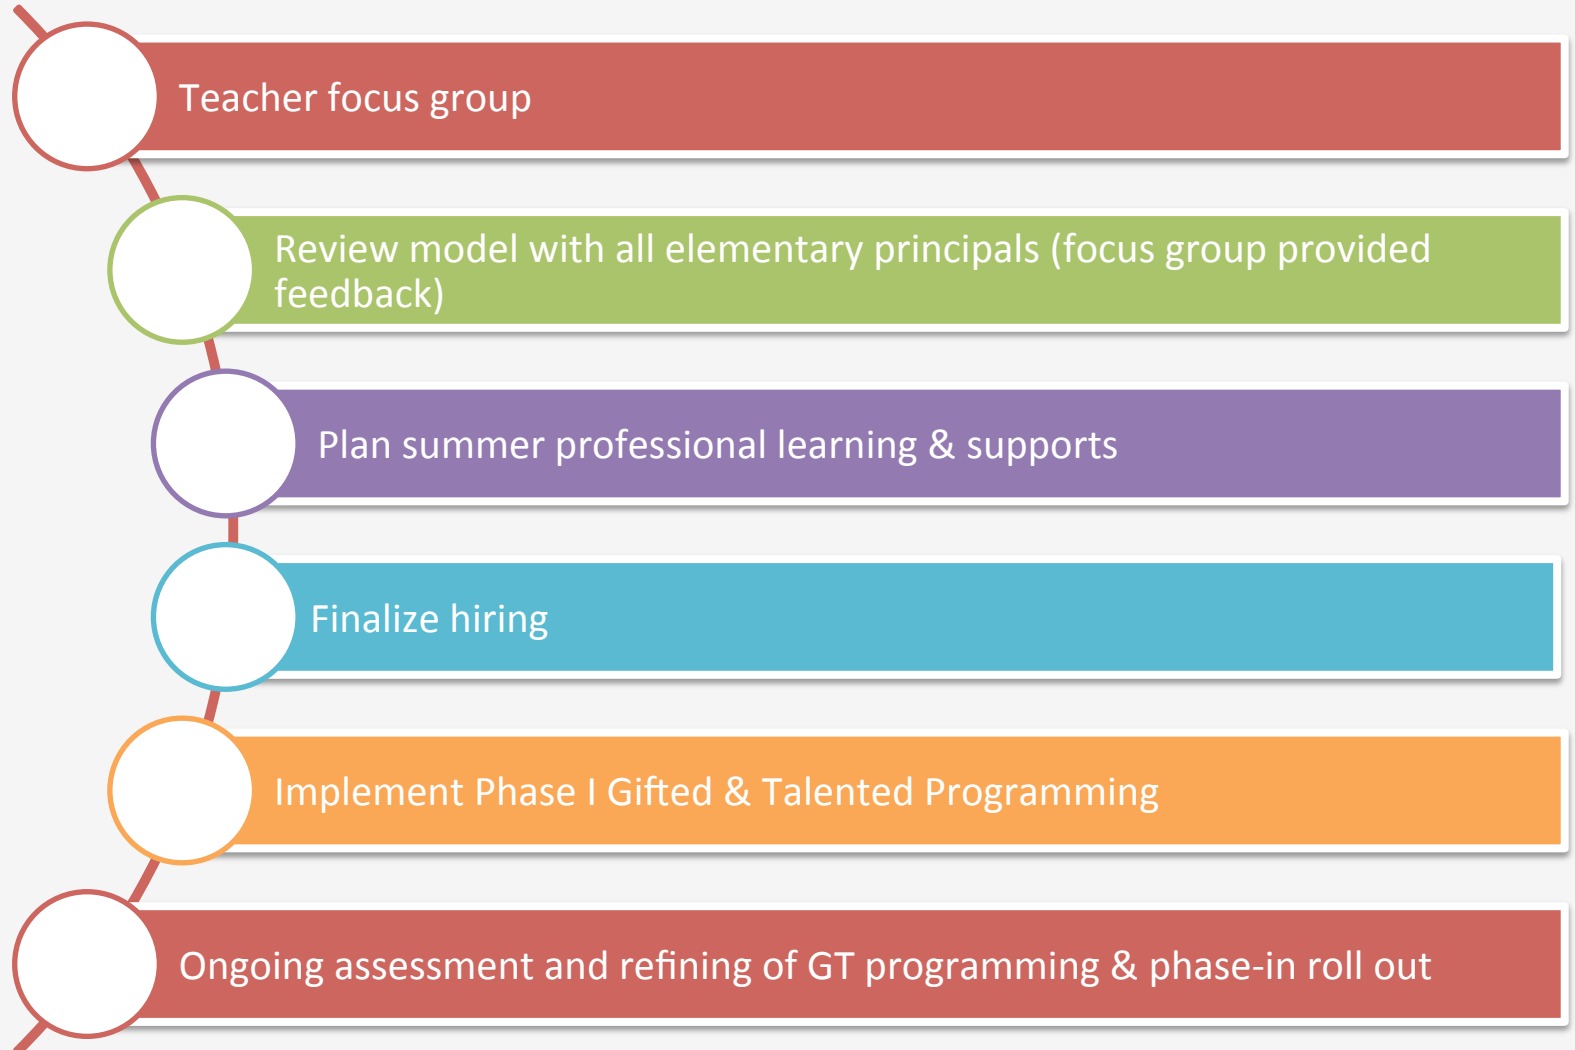 Teacher focus group
Review model with all elementary principals (focus group provided
feedback)
Plan summer professional learning & supports
Finalize hiring
Implement Phase I Gifted & Talented Programming
Ongoing assessment and refining of GT programming & phase-in roll out